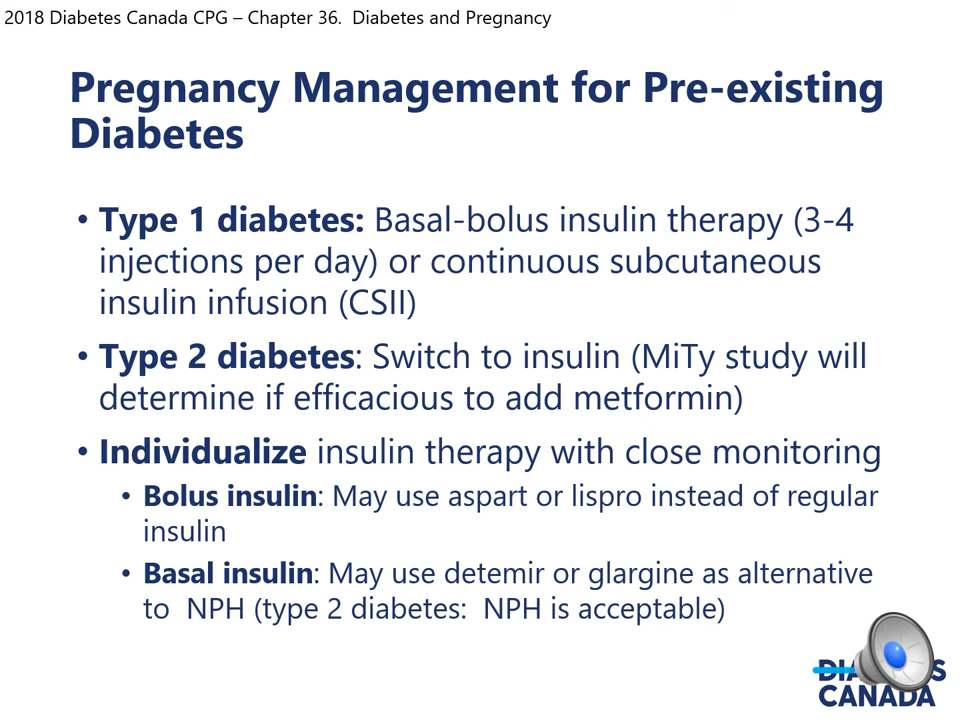 2018 Diabetes Canada CPG – Chapter 36.  Diabetes and Pregnancy
Pregnancy Management for Pre-existing
Diabetes
• Type 1 diabetes: Basal-bolus insulin therapy (3-4
injections per day) or continuous subcutaneous
insulin infusion (CSII)
• Type 2 diabetes: Switch to insulin (MiTy study will
determine if efficacious to add metformin)
• Individualize insulin therapy with close monitoring
• Bolus insulin: May use aspart or lispro instead of regular
insulin
• Basal insulin: May use detemir or glargine as alternative
to  NPH (type 2 diabetes:  NPH is acceptable)
CANADA